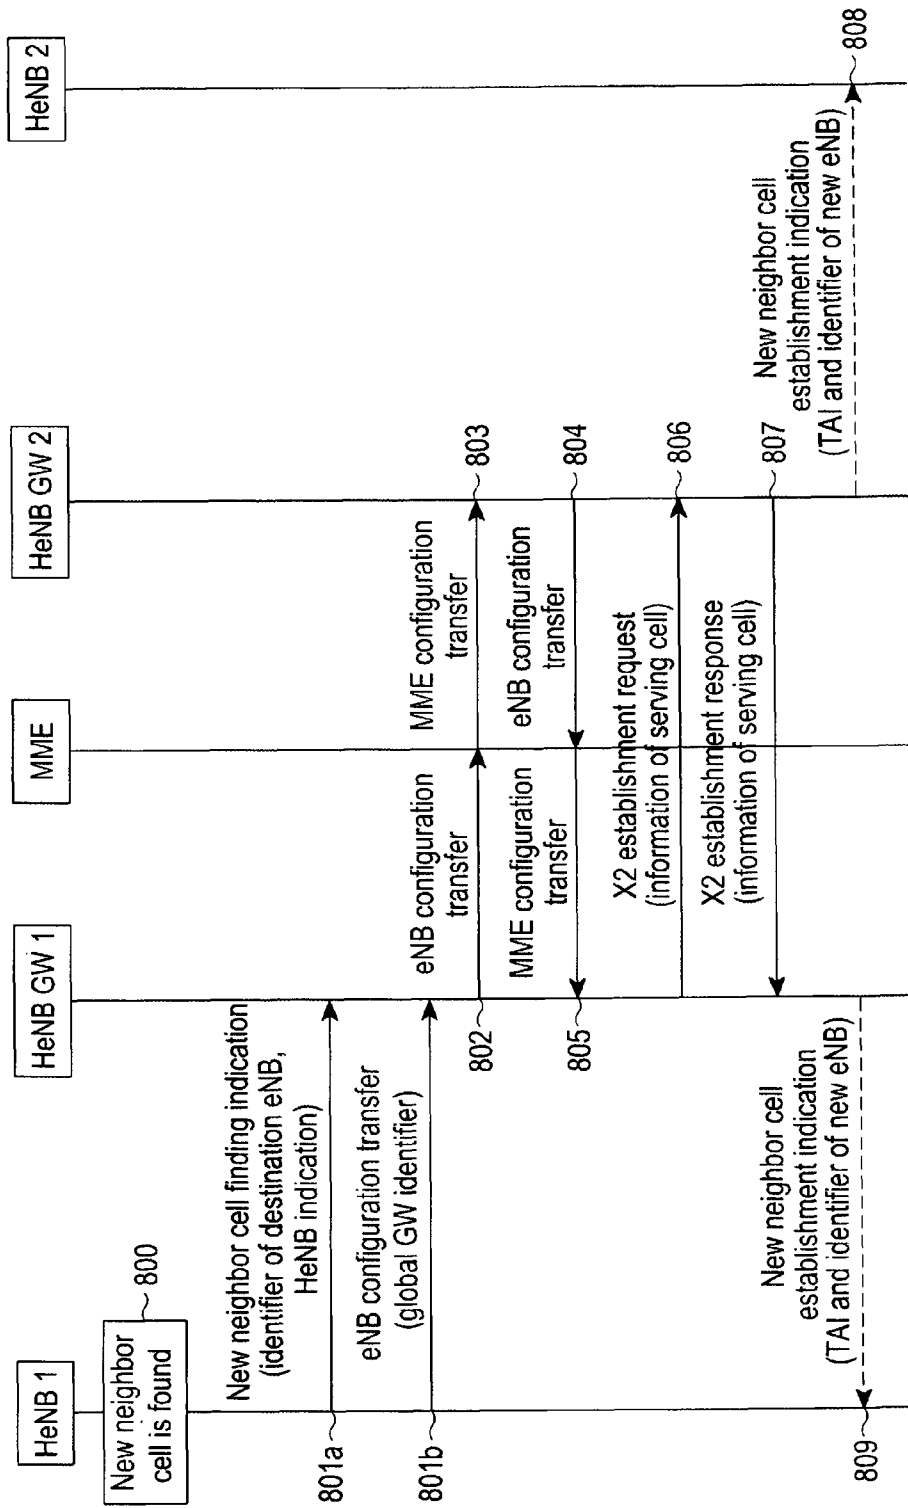 HeNB 1
HeNB GW 1
MME
HeNB GW 2
HeNB 2
New neighbor
cell is found
800
New neighbor cell finding indication
(identifier of destination eNB,
HeNB indication)
801a
eNB configuration transfer
(global GW identifier)
801b
eNB configuration
transfer
802
MME configuration
transfer
803
eNB configuration
transfer
804
MME configuration
transfer
805
X2 establishment request
(information of serving cell)
806
X2 establishment response
(information of serving cell)
807
New neighbor cell
establishment indication
(TAI and identifier of new eNB)
808
New neighbor cell
establishment indication
(TAI and identifier of new eNB)
809